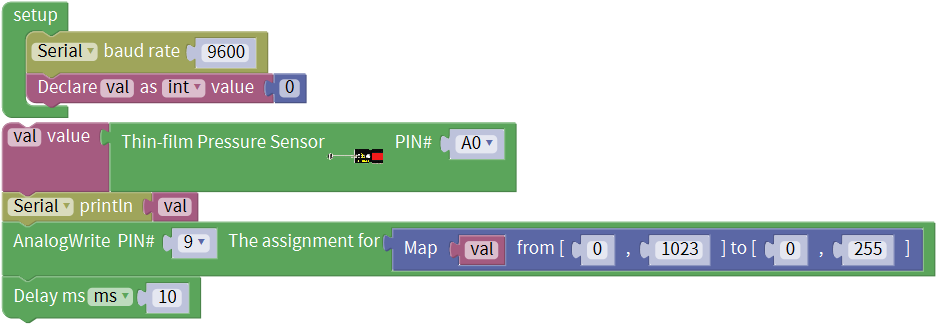 setup
Serial baud rate 9600
Declare val as int value 0
val value Thin-film Pressure Sensor PIN# A0
Serial println val
AnalogWrite PIN# 9 The assignment for Map val from [ 0 , 1023 ] to [ 0 , 255 ]
Delay ms ms 10